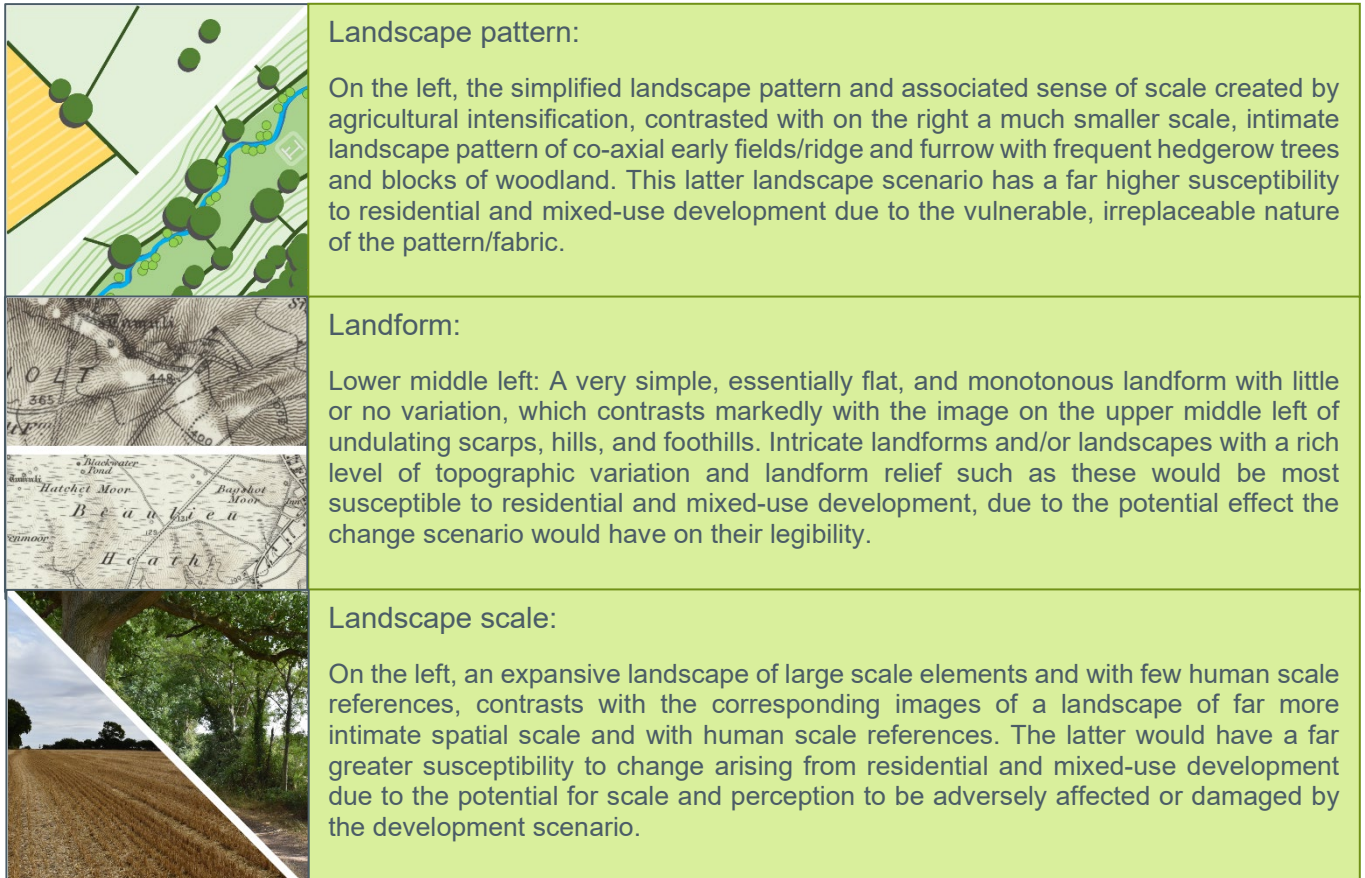 Landscape pattern:
On the left, the simplified landscape pattern and associated sense of scale created by
agricultural intensification, contrasted with on the right a much smaller scale, intimate
landscape pattern of co-axial early fields/ridge and furrow with frequent hedgerow trees
and blocks of woodland. This latter landscape scenario has a far higher susceptibility
to residential and mixed-use development due to the vulnerable, irreplaceable nature
of the pattern/fabric.
OLT
448
365
400
Landform:
Lower middle left: A very simple, essentially flat, and monotonous landform with little
or no variation, which contrasts markedly with the image on the upper middle left of
undulating scarps, hills, and foothills. Intricate landforms and/or landscapes with a rich
level of topographic variation and landform relief such as these would be most
susceptible to residential and mixed-use development, due to the potential effect the
change scenario would have on their legibility.
Blackwater
Pond
Hatchet Moor
Bagshot
Moor
Beaulieu
enmoor
Heath
Landscape scale:
On the left, an expansive landscape of large scale elements and with few human scale
references, contrasts with the corresponding images of a landscape of far more
intimate spatial scale and with human scale references. The latter would have a far
greater susceptibility to change arising from residential and mixed-use development
due to the potential for scale and perception to be adversely affected or damaged by
the development scenario.